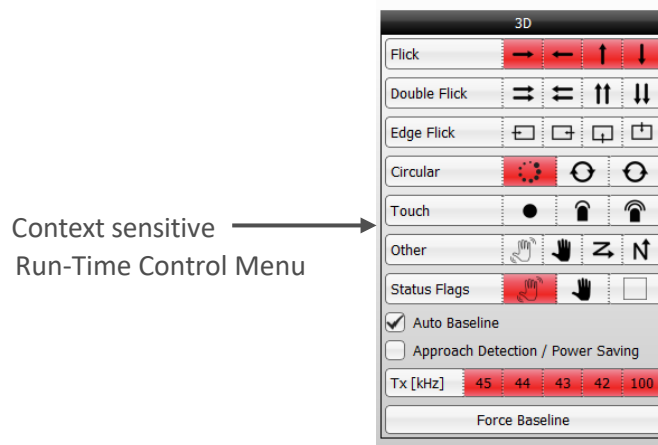 3D
Flick
Double Flick
Edge Flick
Circular
Touch
Context sensitive
Run-Time Control Menu
Other
Status Flags
Auto Baseline
Approach Detection / Power Saving
Tx [kHz] 45 44 43 42 100
Force Baseline